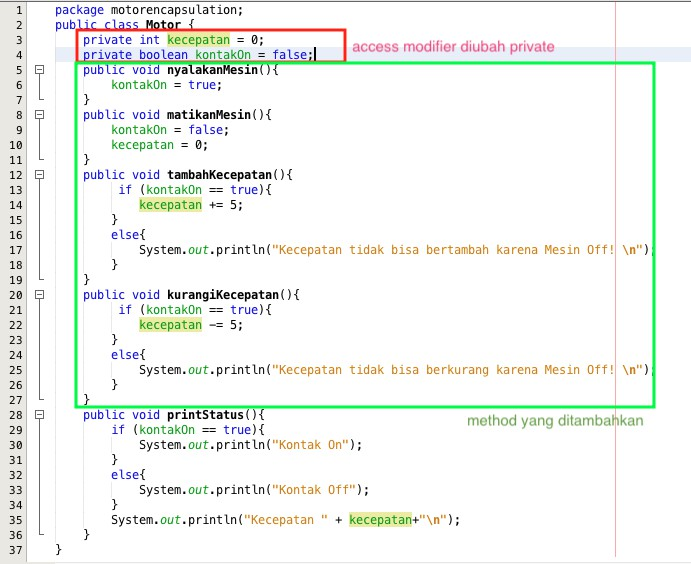 1 package motorencapsulation;
2 public class Motor {
3 private int kecepatan = 0;
access modifier diubah private
4 private boolean kontakOn = false;
5 public void nyalakanMesin(){
6 kontakOn = true;
7 }
8 public void matikanMesin(){
9 kontakOn = false;
10 kecepatan = 0;
11 }
12 public void tambahKecepatan(){
13 if (kontakOn == true){
14 kecepatan += 5;
15 }
16 else{
17 System.out.println("Kecepatan tidak bisa bertambah karena Mesin Off! \n")
18 }
19 }
20 public void kurangiKecepatan(){
21 if (kontakOn == true){
22 kecepatan -= 5;
23 }
24 else{
25 System.out.println("Kecepatan tidak bisa berkurang karena Mesin Off! \n")
26 }
27 }
28 public void printStatus(){
method yang ditambahkan
29 if (kontakOn == true){
30 System.out.println("Kontak On");
31 }
32 else{
33 System.out.println("Kontak Off");
34 }
35 System.out.println("Kecepatan " + kecepatan+"\n");
36 }
37 }